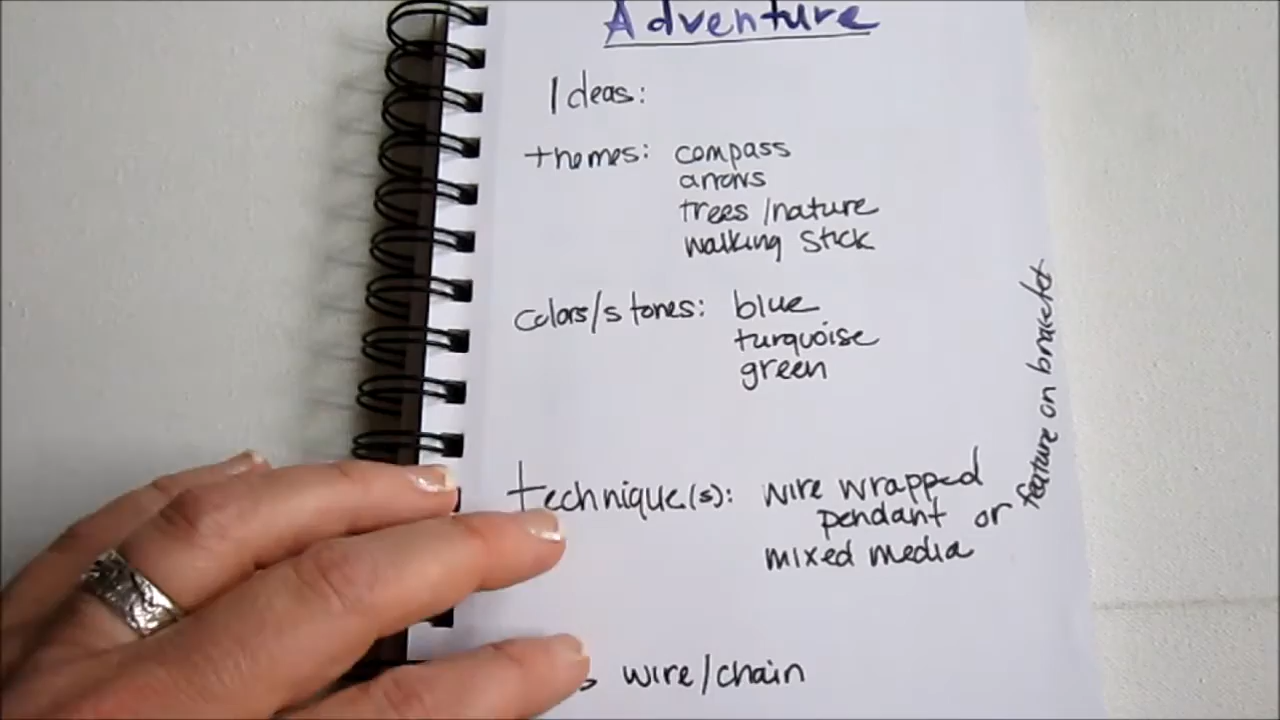 Adventure
Ideas:
themes: compass
arrows
trees/nature
walking stick
colors/stones: blue
turquoise
green
technique(s): wire wrapped
pendant or feature on bracelet
mixed media
wire/chain